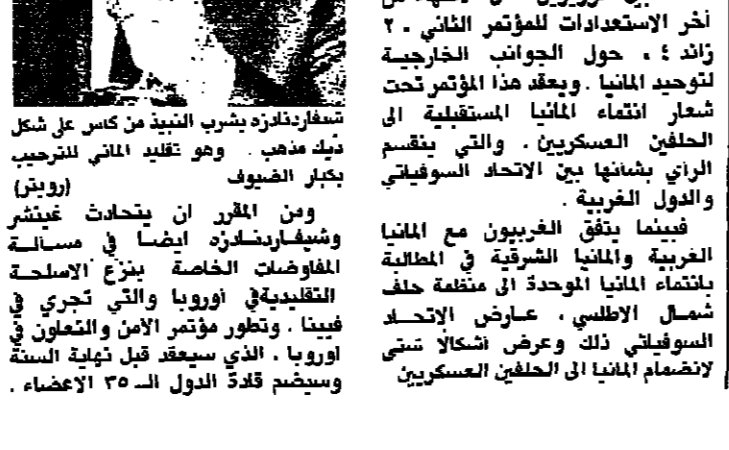 آخر الاستعدادات للمؤتمر الثاني « ٢
زائد ٤ » حول الجوانب الخارجية
لتوحيد المانيا . ويعقد هذا المؤتمر تحت
شعار انتماء المانيا المستقبلية الى
الحلفين العسكريين ، والتي ينقسم
الرأي بشأنها بين الاتحاد السوفياتي
والدول الغربية .
فبينما يتفق الغربيون مع المانيا
الغربية والمانيا الشرقية في المطالبة
بانتماء المانيا الموحدة الى منظمة حلف
شمال الاطلسي ، عارض الاتحاد
السوفياتي ذلك وعرض أشكالا شتى
لانضمام المانيا الى الحلفين العسكريين
شفاردنادزه يشرب النبيذ من كاس على شكل
ديك مذهب . وهو تقليد الماني للترحيب
بكبار الضيوف (رويتر)
ومن المقرر ان يتحادث غينشر
وشيفاردنادزه ايضا في مسالة
المفاوضات الخاصة بنزع الاسلحة
التقليديةفي اوروبا والتي تجري في
فيينا . وتطور مؤتمر الأمن والتعاون في
اوروبا ، الذي سيعقد قبل نهاية السنة
وسيضم قادة الدول الـ ٣٥ الاعضاء .